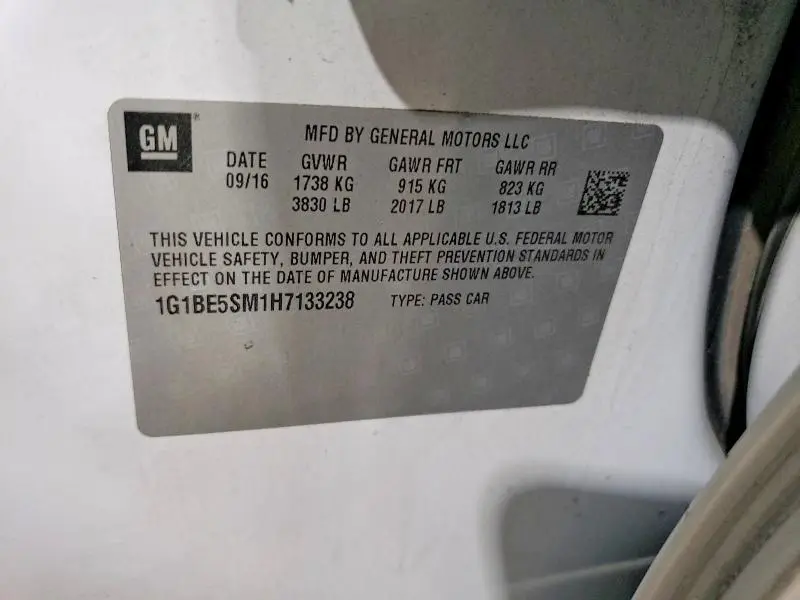 GM®
MFD BY GENERAL MOTORS LLC
DATE GVWR GAWR FRT GAWR RR
09/16 1738 KG 915 KG 823 KG
3830 LB 2017 LB 1813 LB
THIS VEHICLE CONFORMS TO ALL APPLICABLE U.S. FEDERAL MOTOR
VEHICLE SAFETY, BUMPER, AND THEFT PREVENTION STANDARDS IN
EFFECT ON THE DATE OF MANUFACTURE SHOWN ABOVE.
1G1BE5SM1H7133238 TYPE: PASS CAR